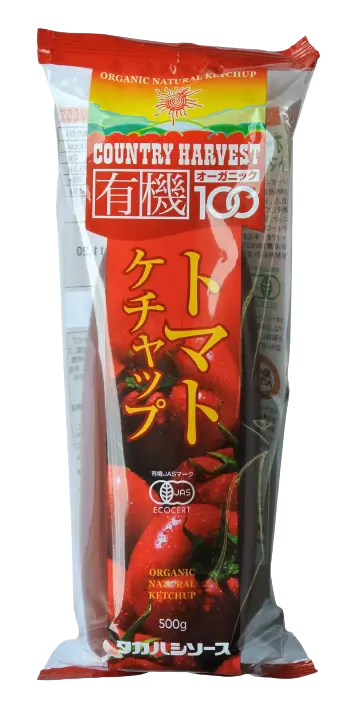 ORGANIC NATURAL KETCHUP
COUNTRY HARVEST
有機
オーガニック
100
トマト
ケチャップ
有機JASマーク
JAS
ECOCERT
ORGANIC
NATURAL
KETCHUP
500g
タカハシソース